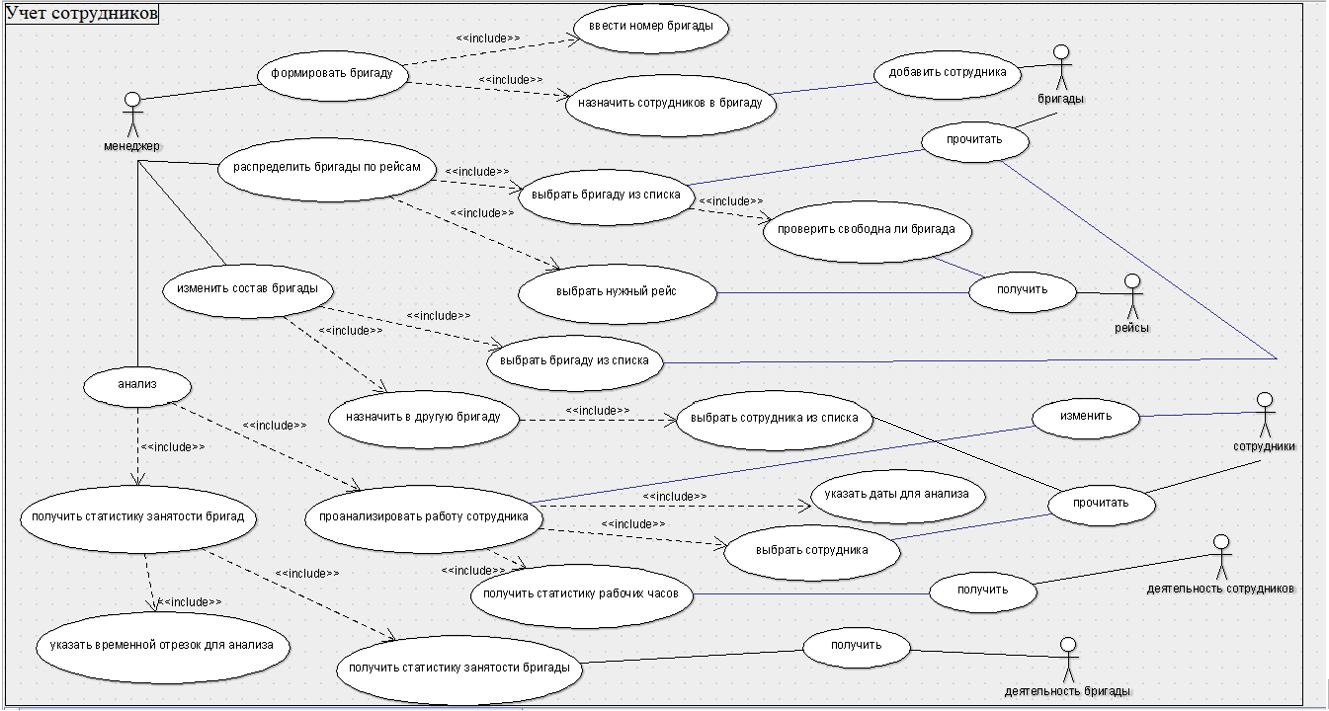 Учет сотрудников
ввести номер бригады
<<include>>
формировать бригаду
<<include>>
добавить сотрудника
назначить сотрудников в бригаду
бригады
менеджер
прочитать
распределить бригады по рейсам
<<include>>
выбрать бригаду из списка
<<include>>
<<include>>
проверить свободна ли бригада
изменить состав бригады
выбрать нужный рейс
получить
рейсы
<<include>>
<<include>>
выбрать бригаду из списка
анализ
назначить в другую бригаду
<<include>>
выбрать сотрудника из списка
изменить
сотрудники
<<include>>
<<include>>
получить статистику занятости бригад
проанализировать работу сотрудника
<<include>>
указать даты для анализа
прочитать
<<include>>
выбрать сотрудника
<<include>>
<<include>>
получить статистику рабочих часов
получить
деятельность сотрудников
<<include>>
указать временной отрезок для анализа
получить статистику занятости бригады
получить
деятельность бригады